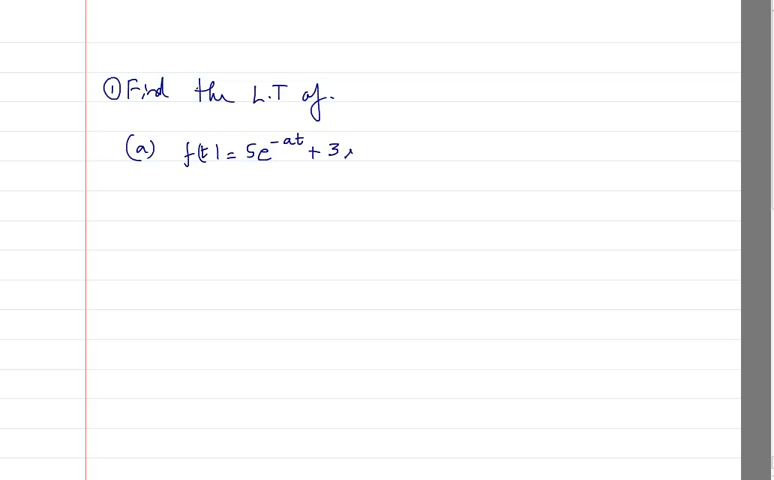 ① Find the L.T of.
(a) f(t) = 5e^{-at} + 3